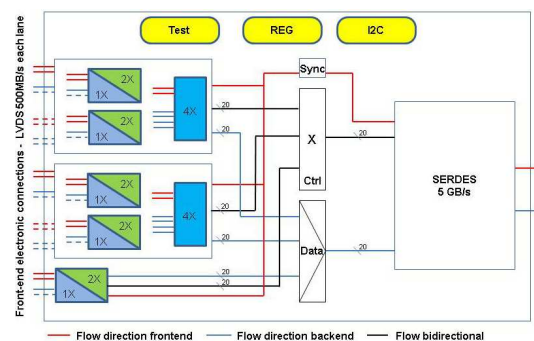 Test REG I2C
Front-end electronic connections - LVDS 500MB/s each lane
2X
1X
2X
1X
4X
20
20
2X
1X
2X
1X
4X
20
20
2X
1X
20
20
Sync
X
Ctrl
Data
20
20
SERDES
5 GB/s
Flow direction frontend Flow direction backend Flow bidirectional